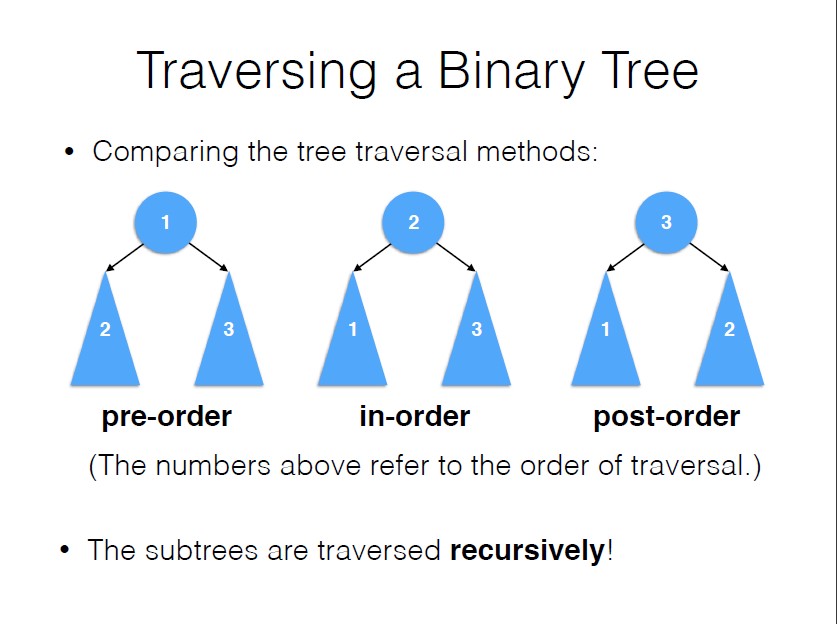 Traversing a Binary Tree
• Comparing the tree traversal methods:
1 2 3
2 3 1 3 1 2
pre-order in-order post-order
(The numbers above refer to the order of traversal.)
• The subtrees are traversed recursively!